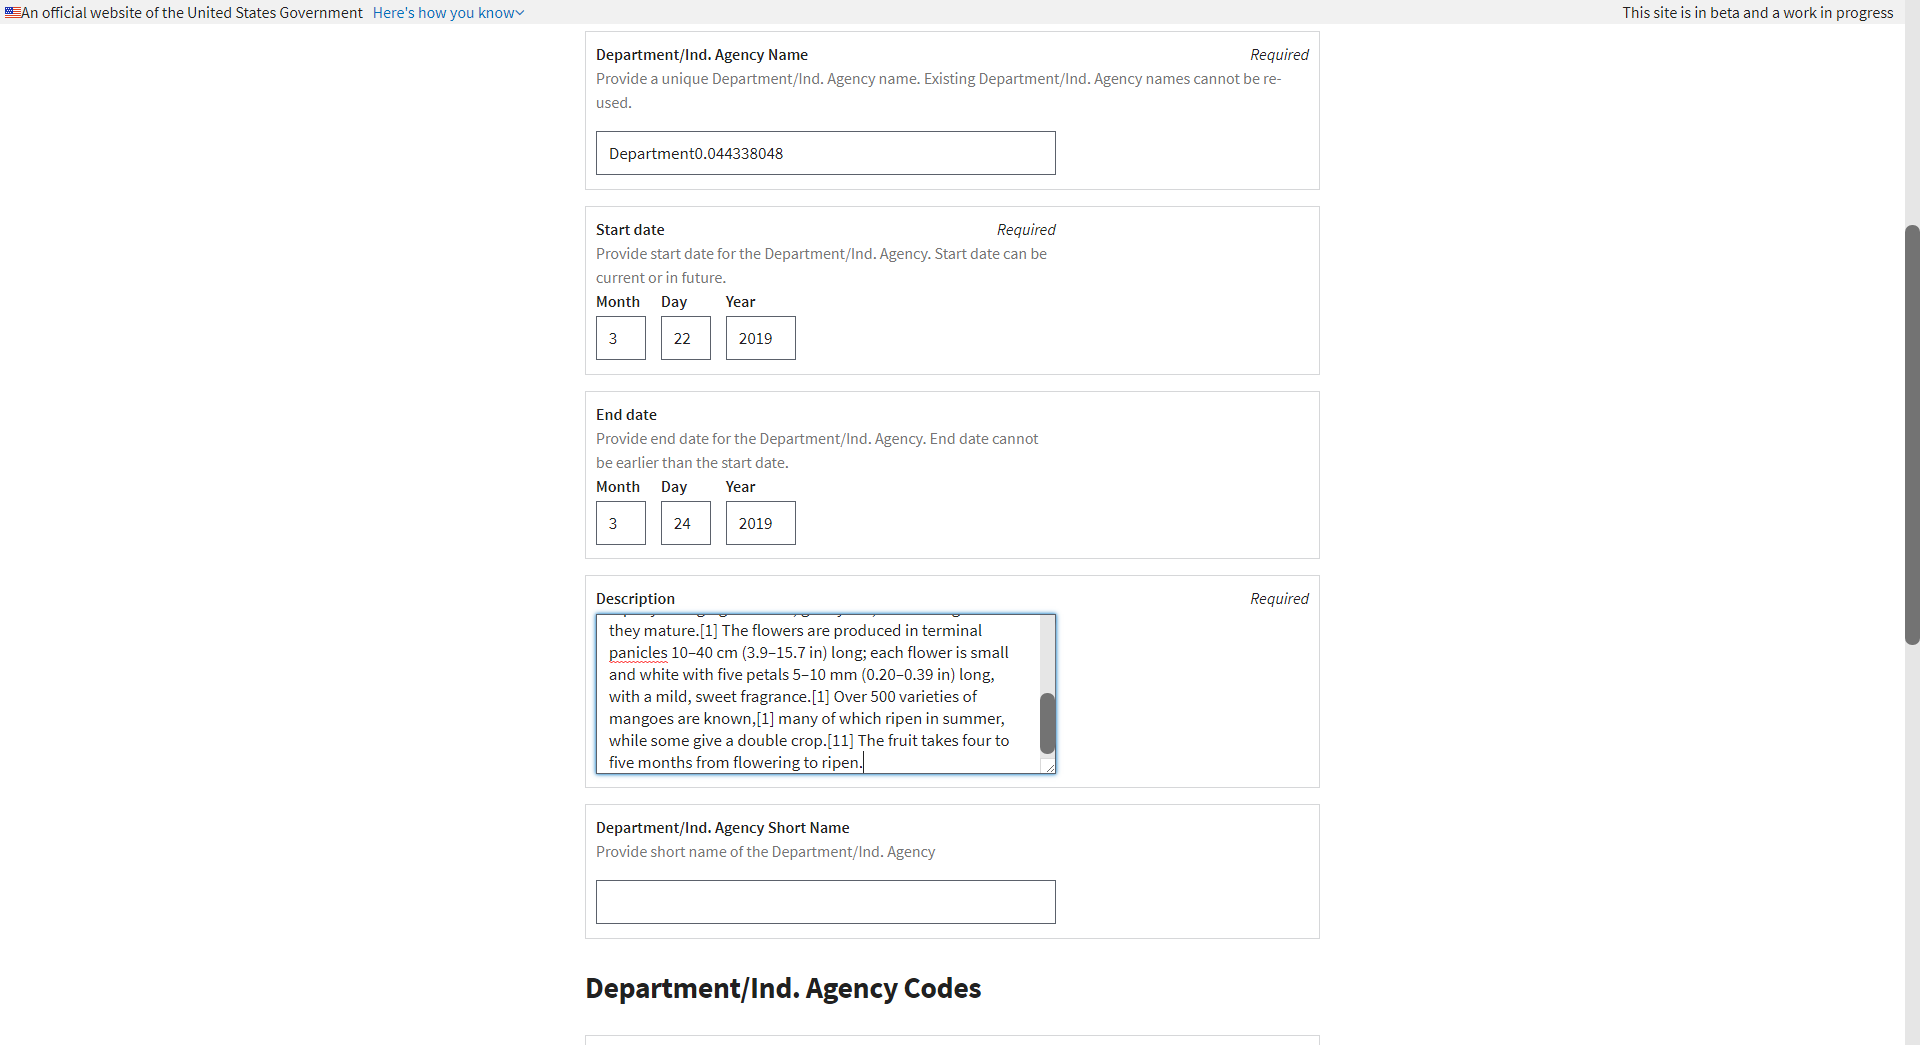 An official website of the United States Government Here's how you know
This site is in beta and a work in progress
Department/Ind. Agency Name Required
Provide a unique Department/Ind. Agency name. Existing Department/Ind. Agency names cannot be re-
used.
Department0.044338048
Start date Required
Provide start date for the Department/Ind. Agency. Start date can be
current or in future.
Month Day Year
3 22 2019
End date
Provide end date for the Department/Ind. Agency. End date cannot
be earlier than the start date.
Month Day Year
3 24 2019
Description Required
they mature.[1] The flowers are produced in terminal
panicles 10–40 cm (3.9–15.7 in) long; each flower is small
and white with five petals 5–10 mm (0.20–0.39 in) long,
with a mild, sweet fragrance.[1] Over 500 varieties of
mangoes are known,[1] many of which ripen in summer,
while some give a double crop.[11] The fruit takes four to
five months from flowering to ripen.
Department/Ind. Agency Short Name
Provide short name of the Department/Ind. Agency
Department/Ind. Agency Codes